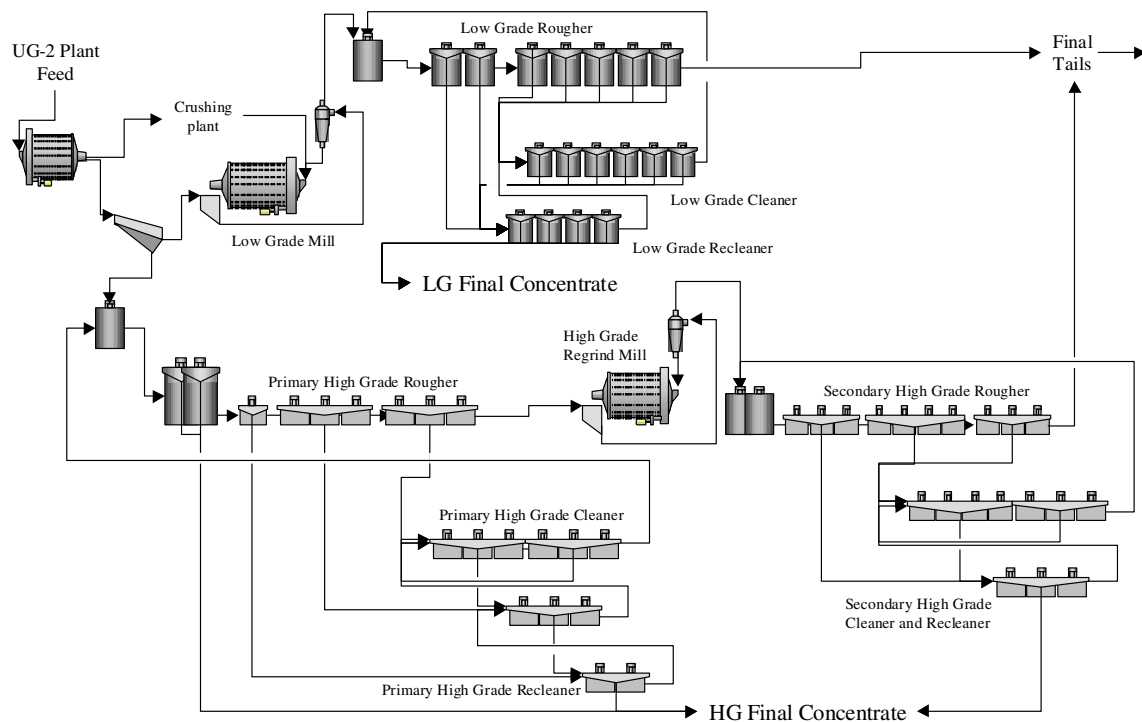 Low Grade Rougher
UG-2 Plant
Feed
Final
Tails
Crushing
plant
Low Grade Mill
Low Grade Cleaner
Low Grade Recleaner
LG Final Concentrate
High Grade
Regrind Mill
Primary High Grade Rougher
Secondary High Grade Rougher
Primary High Grade Cleaner
Secondary High Grade
Cleaner and Recleaner
Primary High Grade Recleaner
HG Final Concentrate